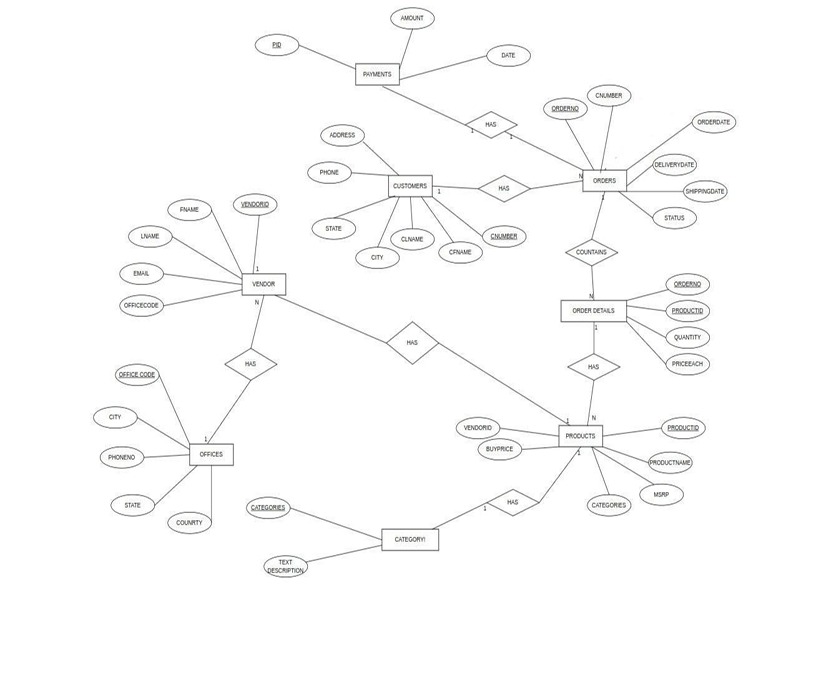 AMOUNT
PID
DATE
PAYMENTS
CNUMBER
ORDERNO
ORDERDATE
HAS
1
1
ADDRESS
DELIVERYDATE
PHONE
N
ORDERS
CUSTOMERS
1
HAS
SHIPPINGDATE
1
VENDORID
FNAME
STATUS
STATE
CLNAME
CNUMBER
LNAME
CITY
CFNAME
COUNTAINS
EMAIL
1
VENDOR
ORDERNO
N
OFFICECODE
N
ORDER DETAILS
PRODUCTID
1
QUANTITY
HAS
HAS
HAS
PRICEEACH
OFFICE CODE
CITY
1
N
VENDORID
PRODUCTS
PRODUCTID
1
BUYPRICE
1
PHONENO
OFFICES
PRODUCTNAME
MSRP
STATE
CATEGORIES
HAS
1
CATEGORIES
COUNRTY
CATEGORY!
TEXT
DESCRIPTION